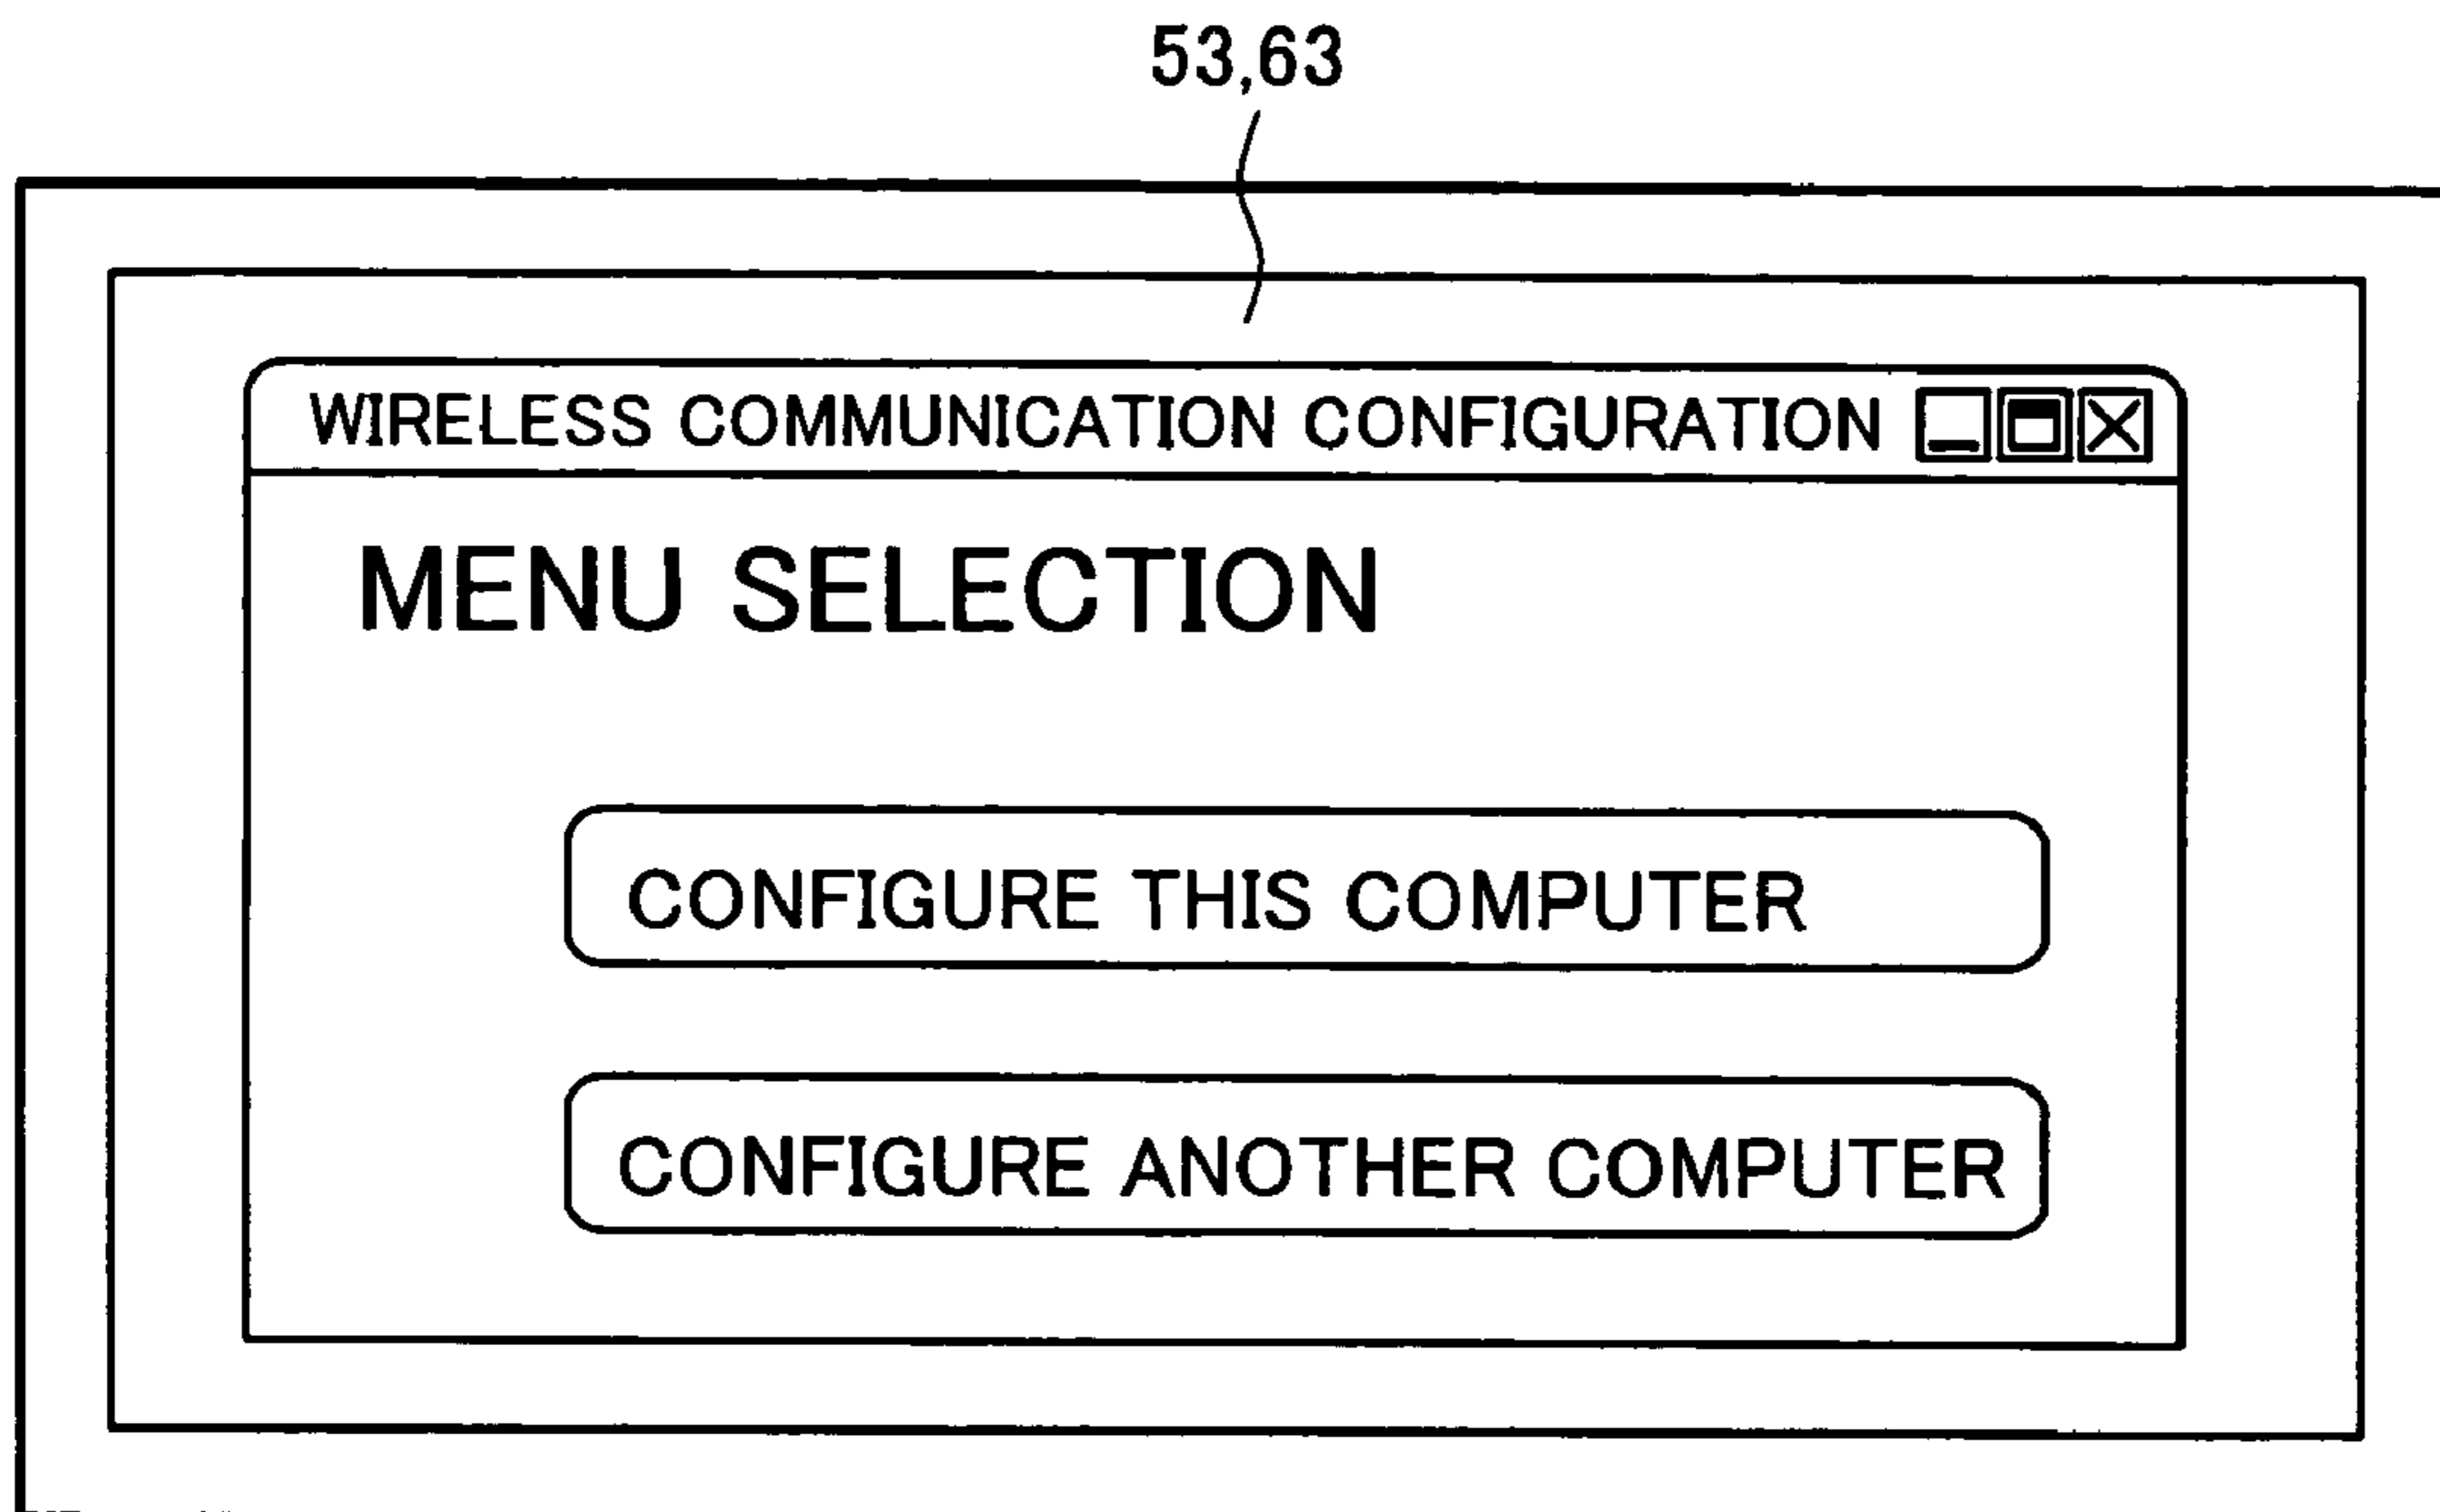 53,63
WIRELESS COMMUNICATION CONFIGURATION
MENU SELECTION
CONFIGURE THIS COMPUTER
CONFIGURE ANOTHER COMPUTER